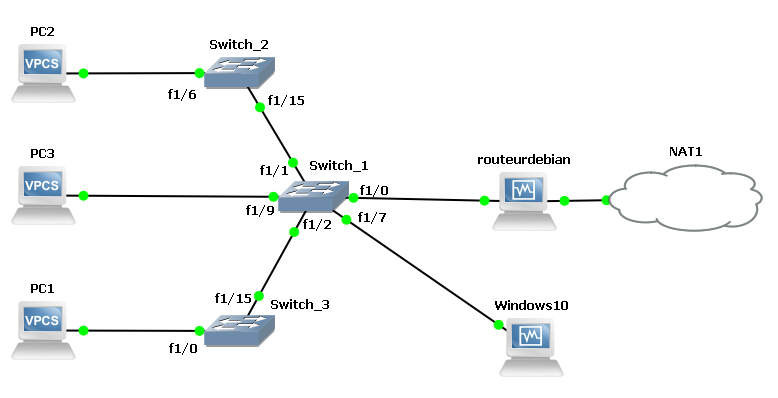 PC2
VPCS
Switch_2
f1/6
f1/15
PC3
VPCS
f1/1
Switch_1
f1/9
f1/0
f1/7
f1/2
routeurdebian
NAT1
PC1
VPCS
f1/15
Switch_3
f1/0
Windows10